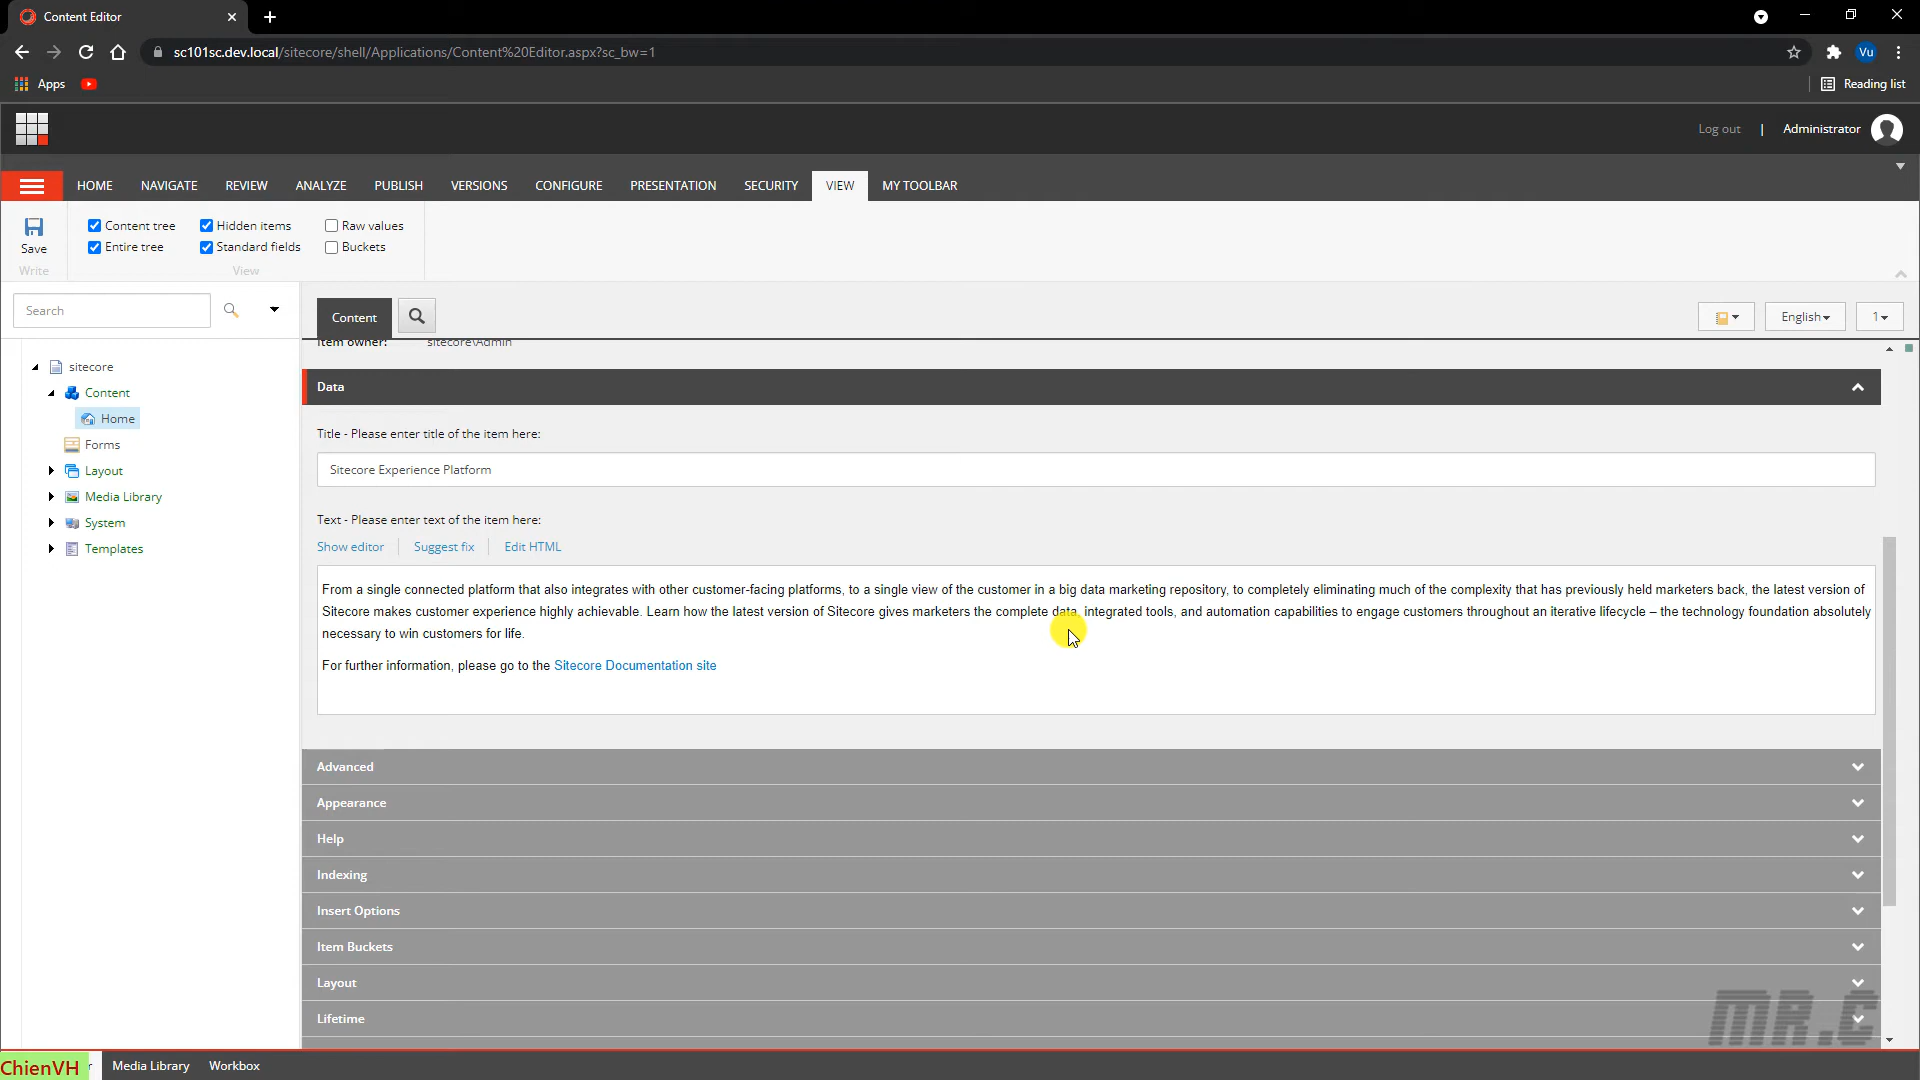 Content Editor
sc101sc.dev.local/sitecore/shell/Applications/Content%20Editor.aspx?sc_bw=1
Vu
Apps
Reading list
Log out | Administrator
HOME NAVIGATE REVIEW ANALYZE PUBLISH VERSIONS CONFIGURE PRESENTATION SECURITY VIEW MY TOOLBAR
Content tree Hidden items Raw values
Save Entire tree Standard fields Buckets
Write View
Search
Content English 1
Item owner: sitecore\Admin
sitecore
Content
Home
Forms
Layout
Media Library
System
Templates
Data
Title - Please enter title of the item here:
Sitecore Experience Platform
Text - Please enter text of the item here:
Show editor Suggest fix Edit HTML
From a single connected platform that also integrates with other customer-facing platforms, to a single view of the customer in a big data marketing repository, to completely eliminating much of the complexity that has previously held marketers back, the latest version of
Sitecore makes customer experience highly achievable. Learn how the latest version of Sitecore gives marketers the complete data, integrated tools, and automation capabilities to engage customers throughout an iterative lifecycle – the technology foundation absolutely
necessary to win customers for life.
For further information, please go to the Sitecore Documentation site
Advanced
Appearance
Help
Indexing
Insert Options
Item Buckets
Layout
Lifetime
MR.C
ChienVH r Media Library Workbox